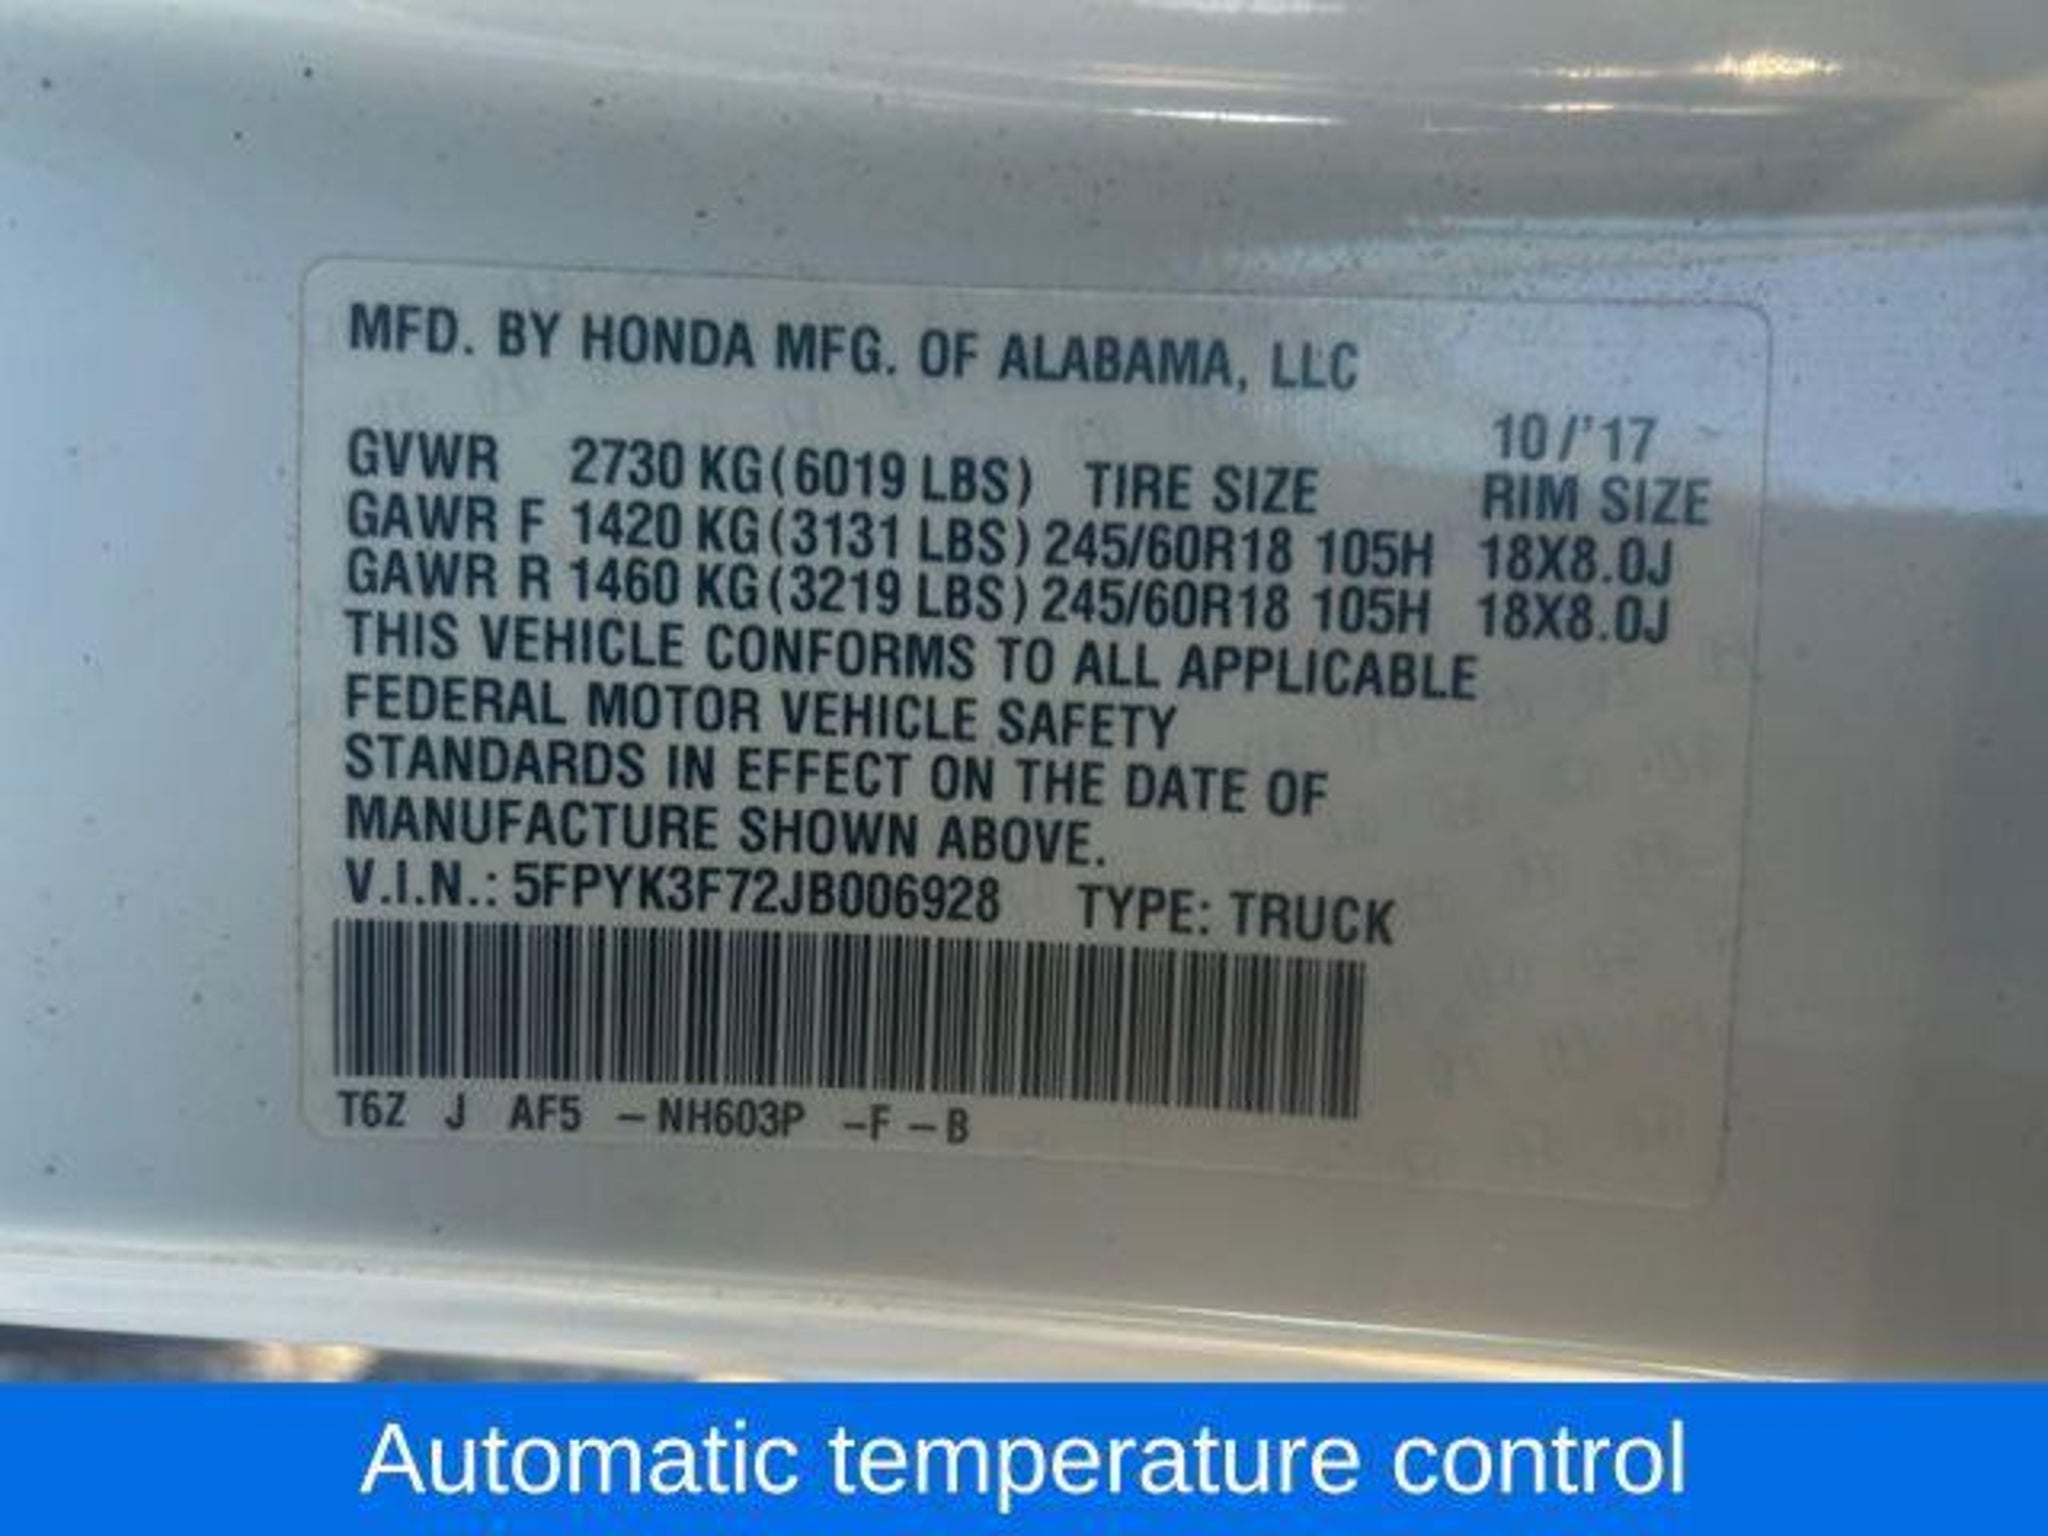 MFD. BY HONDA MFG. OF ALABAMA, LLC
10/'17
GVWR 2730 KG(6019 LBS) TIRE SIZE RIM SIZE
GAWR F 1420 KG(3131 LBS)245/60R18 105H 18X8.0J
GAWR R 1460 KG(3219 LBS)245/60R18 105H 18X8.0J
THIS VEHICLE CONFORMS TO ALL APPLICABLE
FEDERAL MOTOR VEHICLE SAFETY
STANDARDS IN EFFECT ON THE DATE OF
MANUFACTURE SHOWN ABOVE.
V.I.N.: 5FPYK3F72JB006928 TYPE: TRUCK
T6Z J AF5 -NH603P -F-B
Automatic temperature control